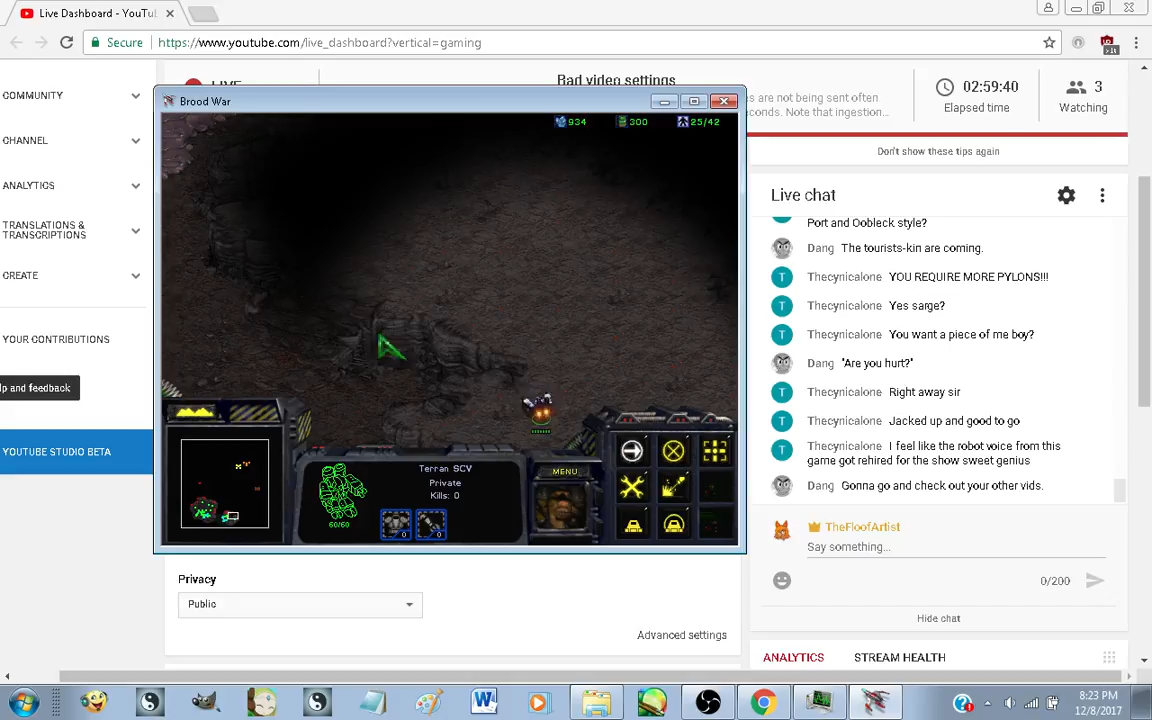 Live Dashboard - YouTu
Secure https://www.youtube.com/live_dashboard?vertical=gaming
COMMUNITY
CHANNEL
ANALYTICS
TRANSLATIONS &
TRANSCRIPTIONS
CREATE
YOUR CONTRIBUTIONS
lp and feedback
YOUTUBE STUDIO BETA
LIVE
Bad video settings
es are not being sent often
econds. Note that ingestion...
02:59:40
Elapsed time
3
Watching
Don't show these tips again
Brood War
934 300 25/42
Terran SCV
Private
Kills: 0
60/60
0 0
MENU
Live chat
Port and Oobleck style?
Dang The tourists-kin are coming.
T Thecynicalone YOU REQUIRE MORE PYLONS!!!
T Thecynicalone Yes sarge?
T Thecynicalone You want a piece of me boy?
Dang "Are you hurt?"
T Thecynicalone Right away sir
T Thecynicalone Jacked up and good to go
T Thecynicalone I feel like the robot voice from this
game got rehired for the show sweet genius
Dang Gonna go and check out your other vids.
TheFloofArtist
Say something...
0/200
Hide chat
Privacy
Public
Advanced settings
ANALYTICS STREAM HEALTH
8:23 PM
12/8/2017